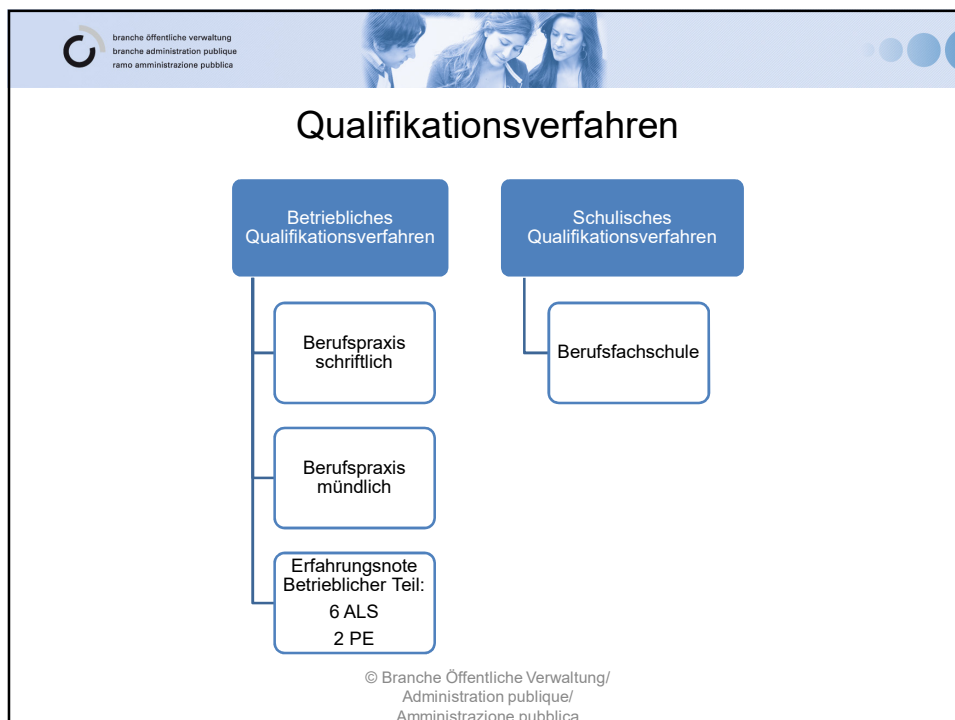 branche öffentliche verwaltung
branche administration publique
ramo amministrazione pubblica
Qualifikationsverfahren
Betriebliches
Qualifikationsverfahren
Berufspraxis
schriftlich
Berufspraxis
mündlich
Erfahrungsnote
Betrieblicher Teil:
6 ALS
2 PE
Schulisches
Qualifikationsverfahren
Berufsfachschule
© Branche Öffentliche Verwaltung/
Administration publique/
Amministrazione pubblica